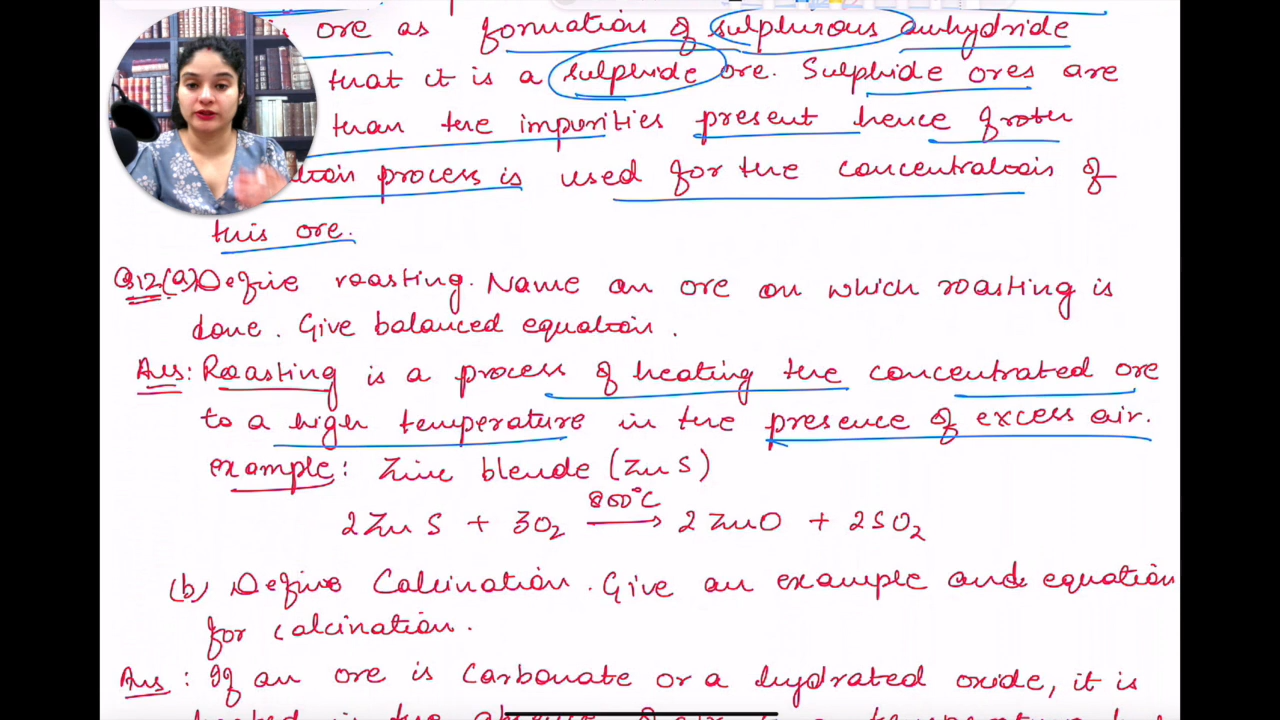 ore as formation of sulphurous anhydride
that it is a sulphide ore. Sulphide ores are
than the impurities present hence froth
process is used for the concentration of
this ore.
Q12(a) Define roasting. Name an ore on which roasting is
done. Give balanced equation.
Ans: Roasting is a process of heating the concentrated ore
to a high temperature in the presence of excess air.
example: Zinc blende (ZnS)
800°C
2ZnS + 3O₂ → 2ZnO + 2SO₂
(b) Define Calcination. Give an example and equation
for calcination.
Ans: If an ore is carbonate or a hydrated oxide, it is